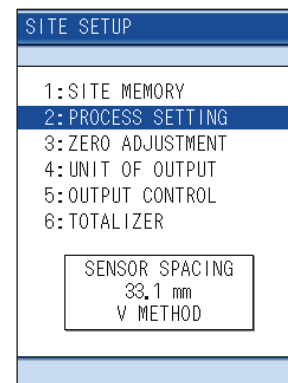 SITE SETUP
1:SITE MEMORY
2:PROCESS SETTING
3:ZERO ADJUSTMENT
4:UNIT OF OUTPUT
5:OUTPUT CONTROL
6:TOTALIZER
SENSOR SPACING
33.1 mm
V METHOD